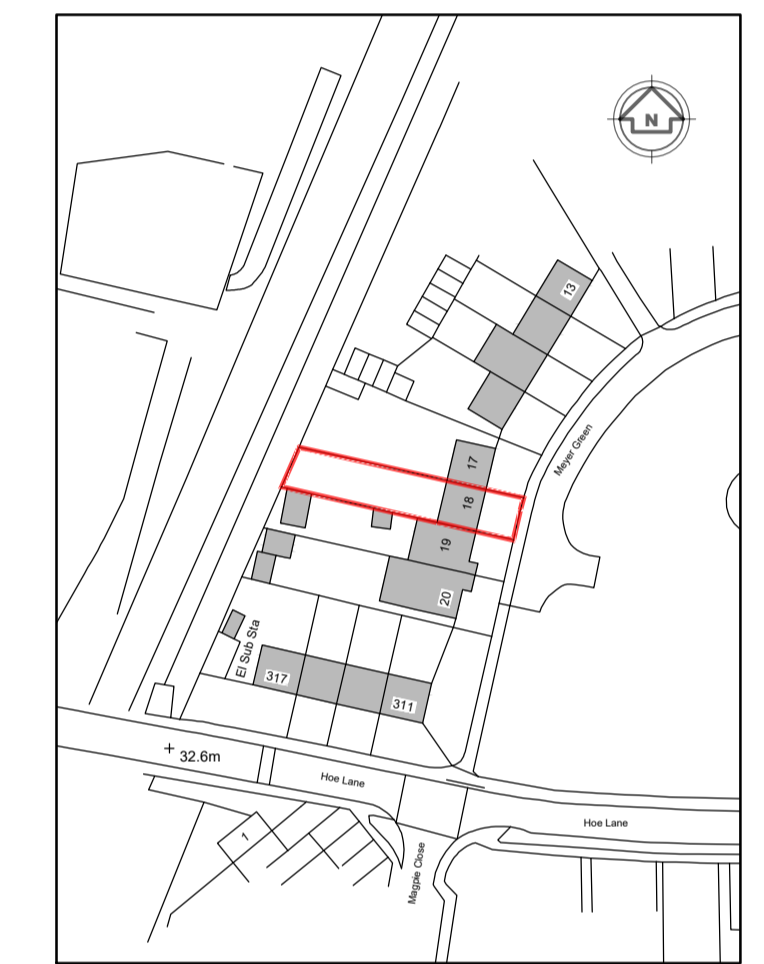 N
13
Meyer Green
17
18
19
20
El Sub Sta
317
311
+ 32.6m
Hoe Lane
Hoe Lane
1
Magpie Close